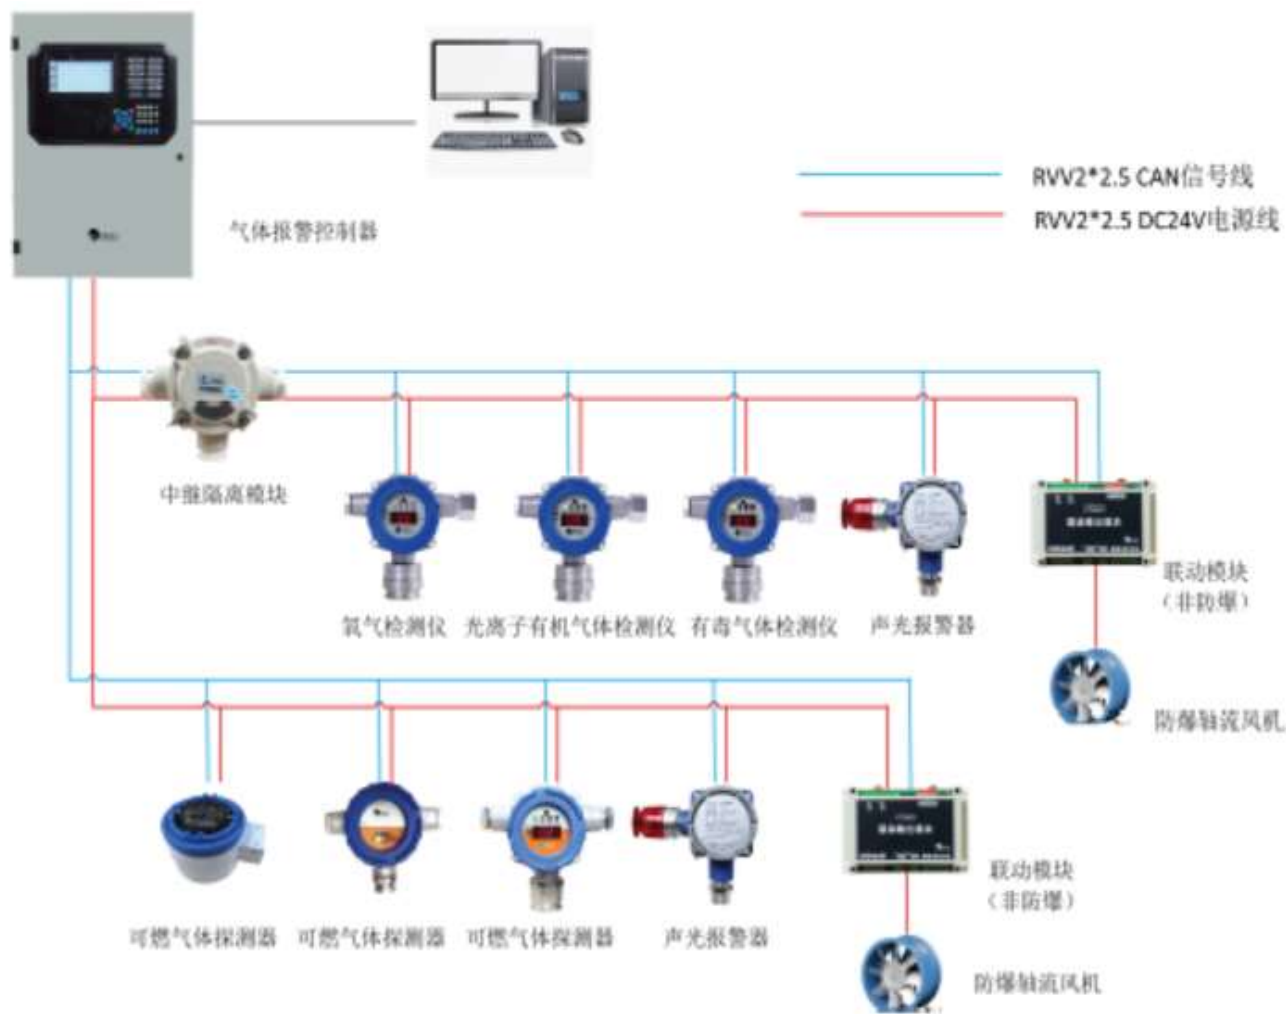 RVV2*2.5 CAN信号线
RVV2*2.5 DC24V电源线
气体报警控制器
中继隔离模块
氧气检测仪
光离子有机气体检测仪
有毒气体检测仪
声光报警器
联动模块
（非防爆）
防爆轴流风机
可燃气体探测器
可燃气体探测器
可燃气体探测器
声光报警器
联动模块
（非防爆）
防爆轴流风机